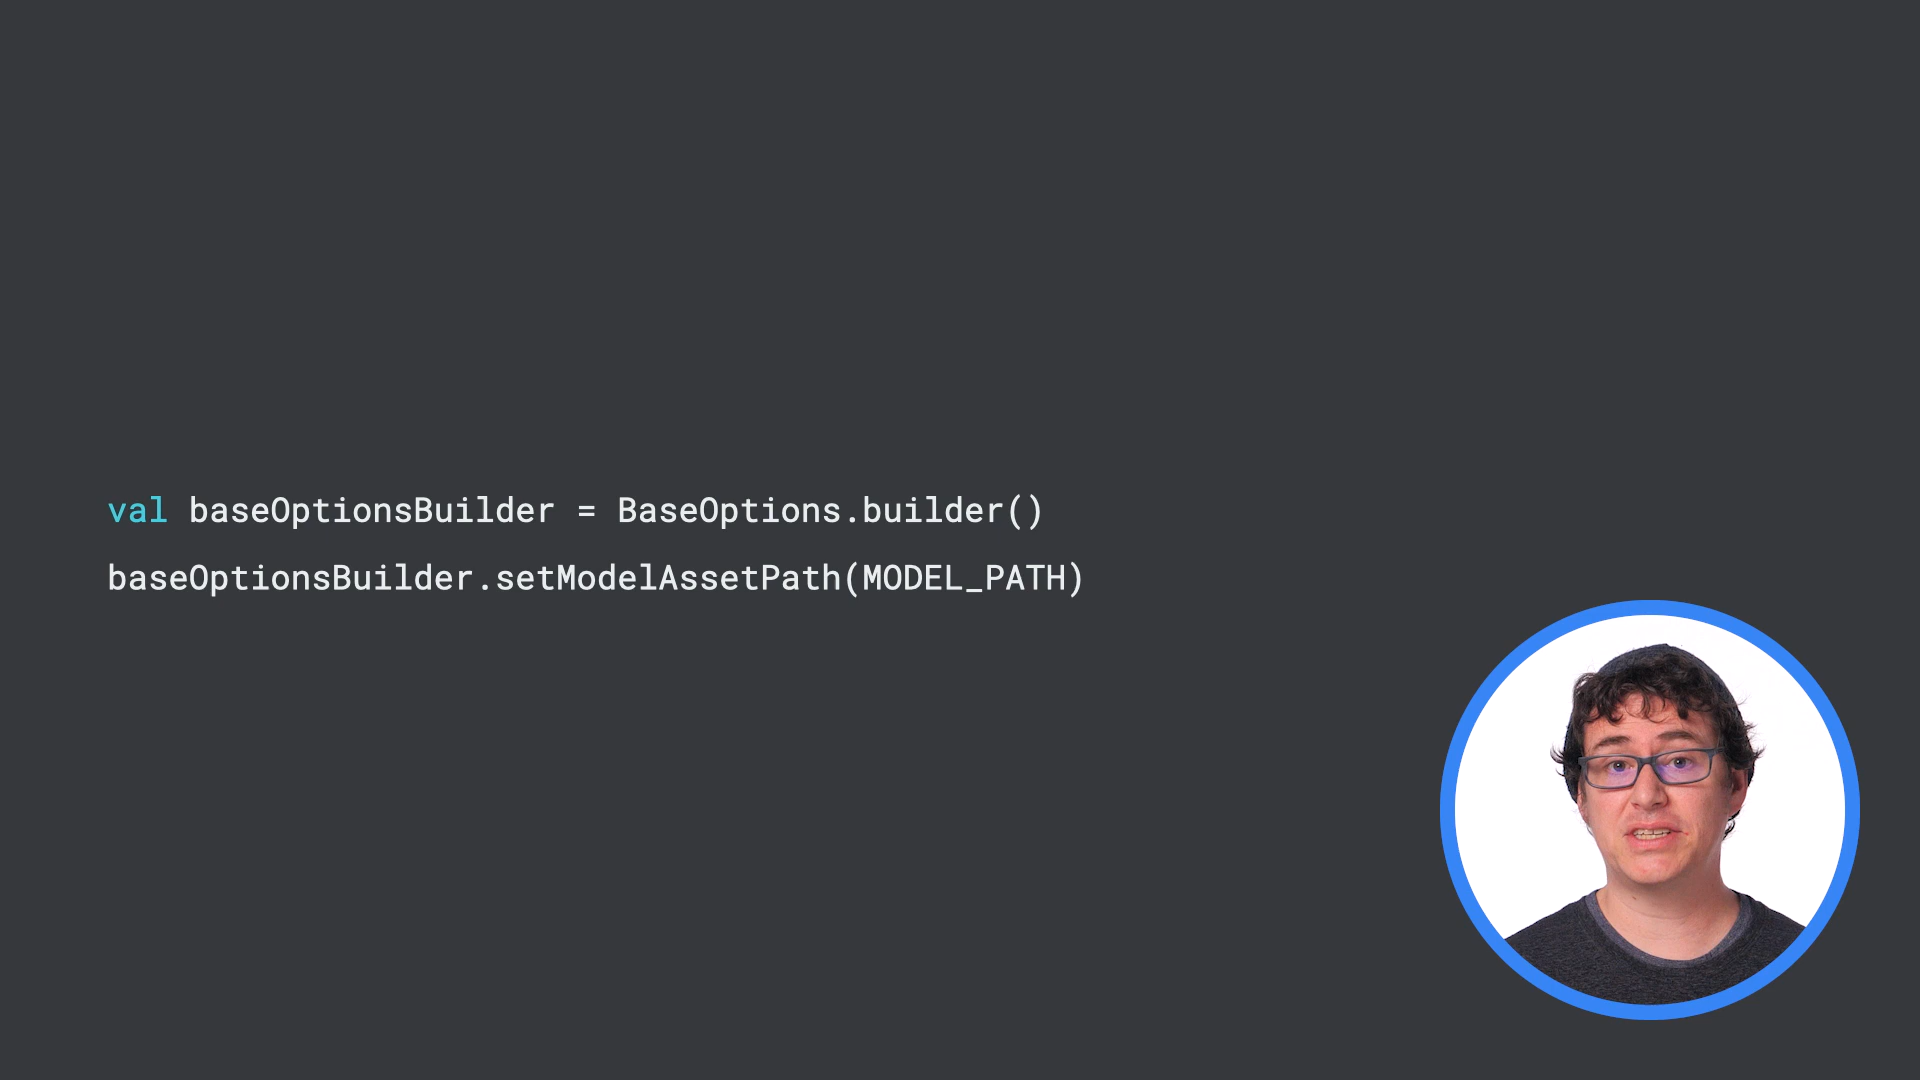 val baseOptionsBuilder = BaseOptions.builder()
baseOptionsBuilder.setModelAssetPath(MODEL_PATH)